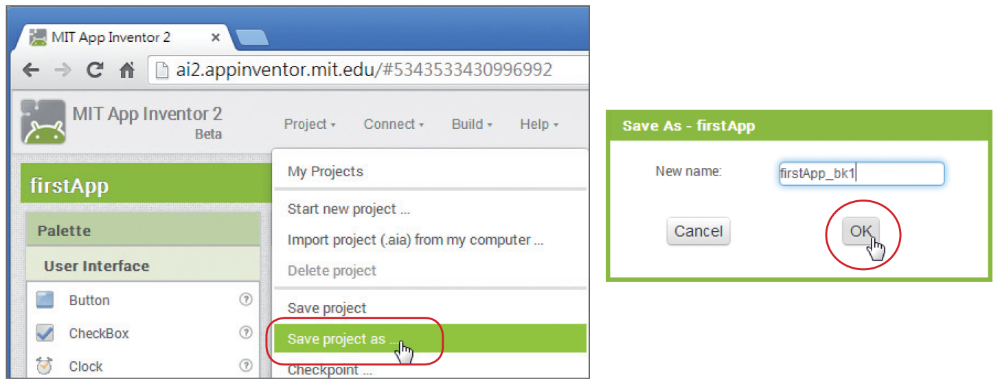 MIT App Inventor 2
ai2.appinventor.mit.edu/#5343533430996992
MIT App Inventor 2
Beta
Project Connect Build Help
firstApp
My Projects
Start new project ...
Palette
Import project (.aia) from my computer ...
User Interface
Delete project
Button ?
Save project
CheckBox ?
Save project as ...
Clock ?
Checkpoint ...
Save As - firstApp
New name: firstApp_bk1
Cancel OK